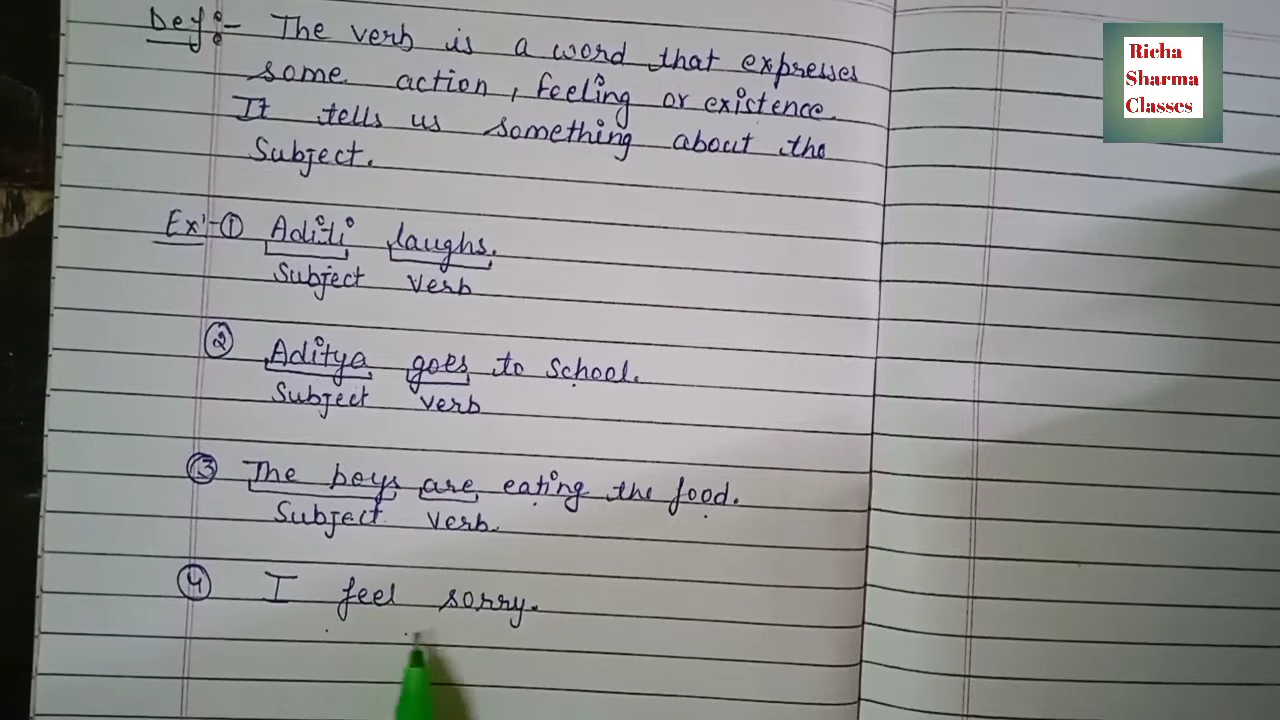 Def:- The verb is a word that expresses
some action, feeling or existence.
It tells us something about the
Subject.
Ex:-① Aditi laughs.
Subject verb
② Aditya goes to school.
Subject verb
③ The boys are eating the food.
Subject verb.
④ I feel sorry.
Richa
Sharma
Classes